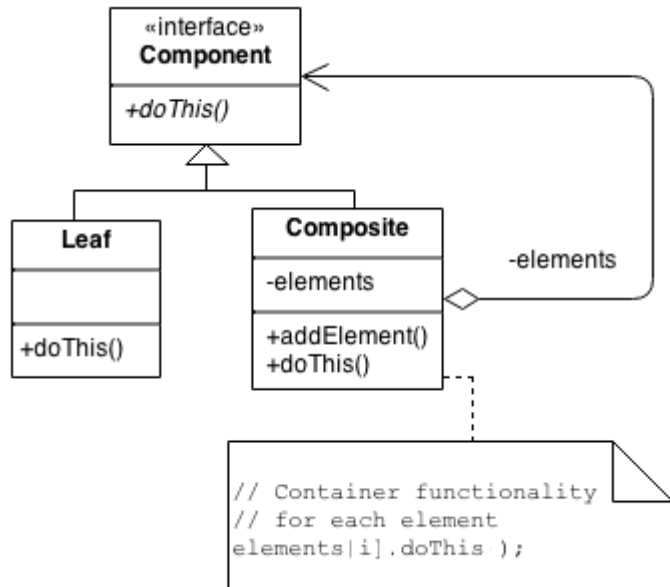 «interface»
Component
+doThis()
Leaf
+doThis()
Composite
-elements
+addElement()
+doThis()
-elements
// Container functionality
// for each element
elements|i].doThis );